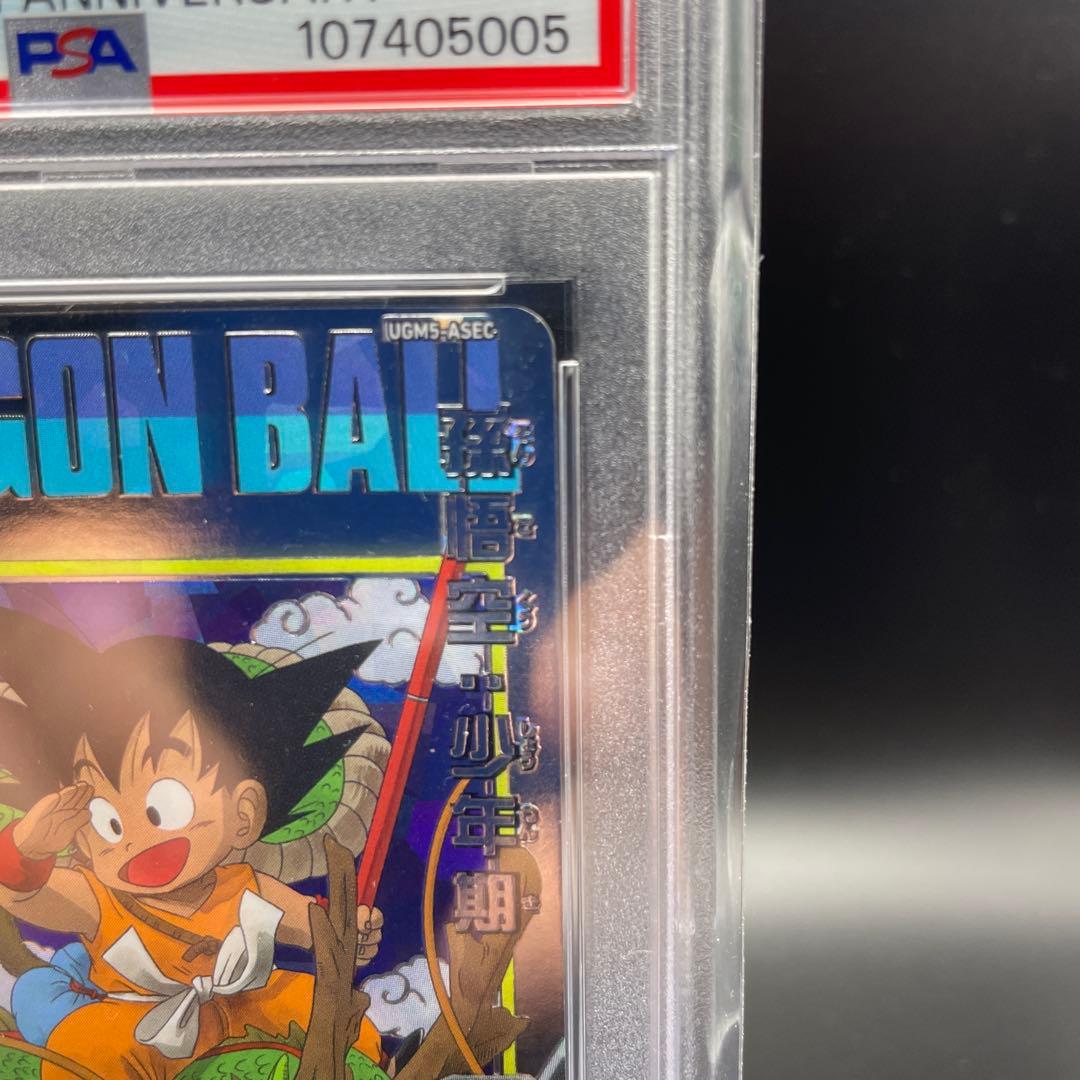 ANNIVERSARY
PSA
107405005
UGM5-ASEC
GON BALL
孫悟空:少年期